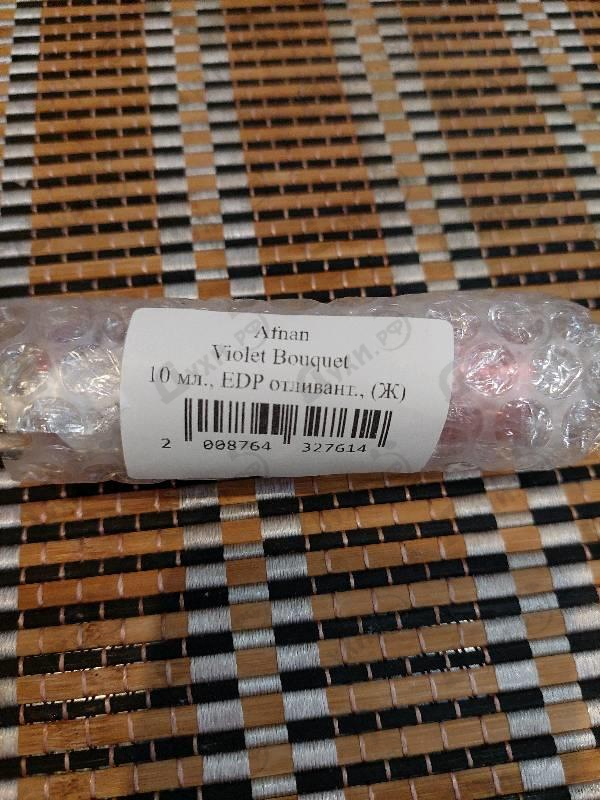 Afnan
Violet Bouquet
10 мл., EDP отливант., (Ж)
2 008764 327614